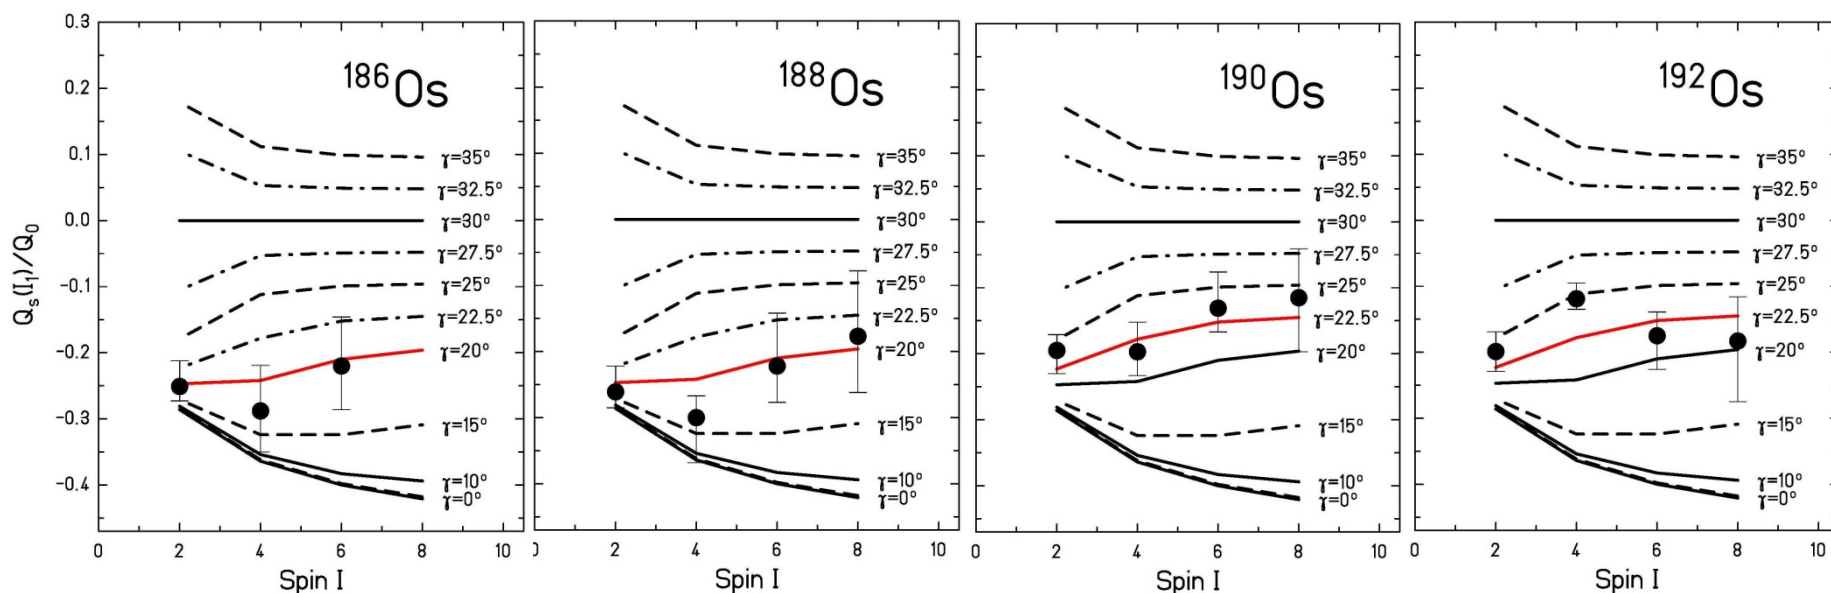 0.3
0.2
0.1
0.0
-0.1
-0.2
-0.3
-0.4
Qs(I1)/Q0
186Os
γ=35°
γ=32.5°
γ=30°
γ=27.5°
γ=25°
γ=22.5°
γ=20°
γ=15°
γ=10°
γ=0°
0 2 4 6 8 10
Spin I
188Os
γ=35°
γ=32.5°
γ=30°
γ=27.5°
γ=25°
γ=22.5°
γ=20°
γ=15°
γ=10°
γ=0°
0 2 4 6 8 10
Spin I
190Os
γ=35°
γ=32.5°
γ=30°
γ=27.5°
γ=25°
γ=22.5°
γ=20°
γ=15°
γ=10°
γ=0°
0 2 4 6 8 10
Spin I
192Os
γ=35°
γ=32.5°
γ=30°
γ=27.5°
γ=25°
γ=22.5°
γ=20°
γ=15°
γ=10°
γ=0°
0 2 4 6 8 10
Spin I